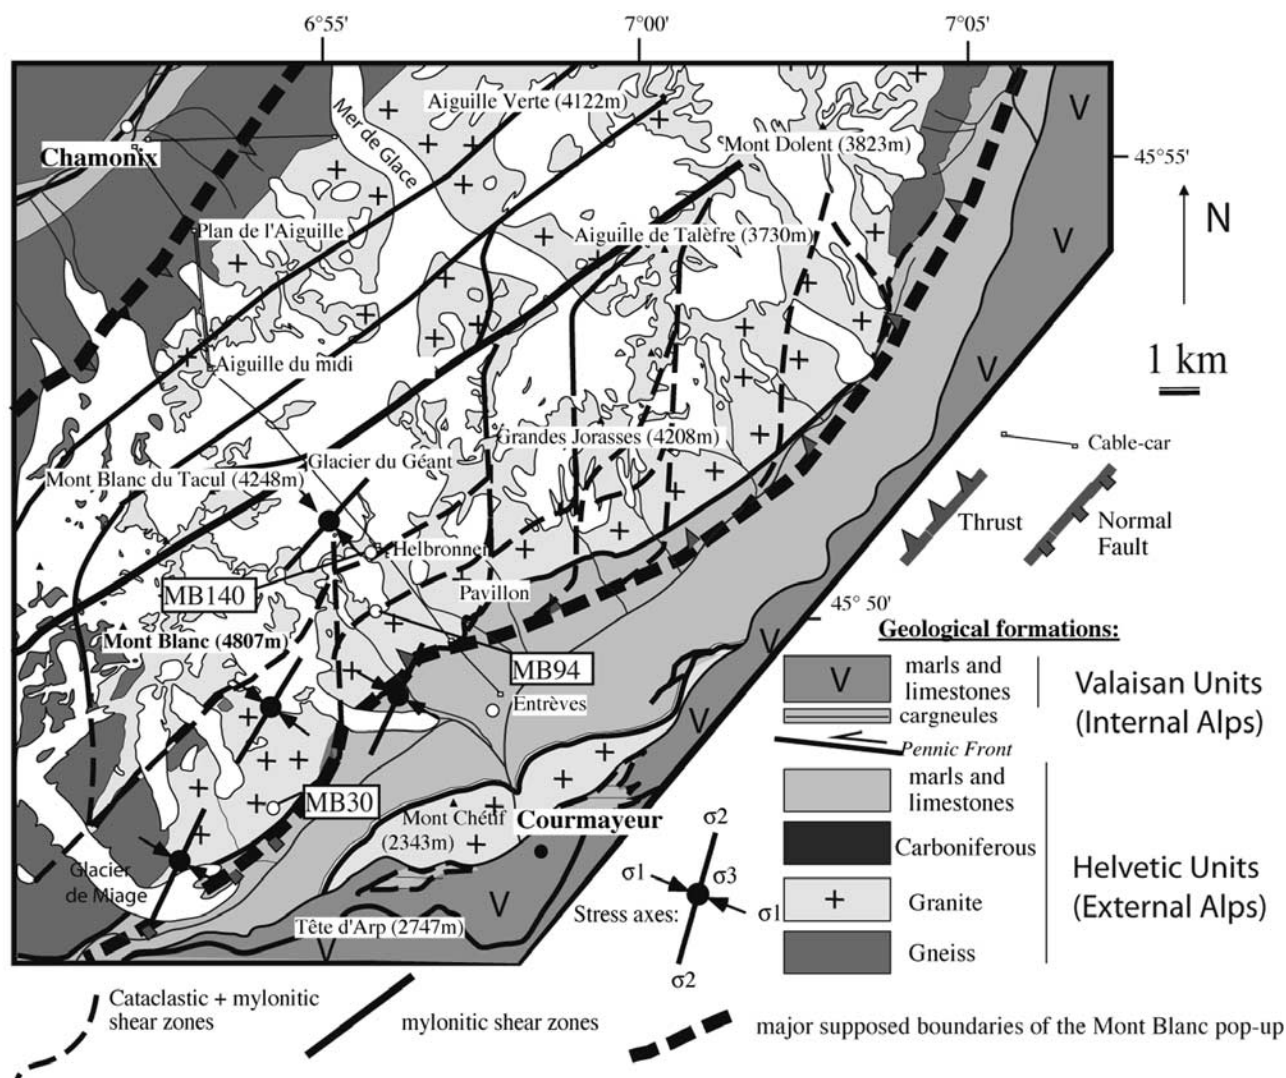 6°55'
7°00'
7°05'
Aiguille Verte (4122m)
Mer de Glace
V
Chamonix
Mont Dolent (3823m)
45°55'
N
Plan de l'Aiguille
Aiguille de Talèfre (3730m)
V
Aiguille du midi
V
1 km
Grandes Jorasses (4208m)
Cable-car
Glacier du Géant
Mont Blanc du Tacul (4248m)
Thrust
Normal
Fault
Helbronner
MB140
Pavillon
45° 50'
Mont Blanc (4807m)
MB94
V
Entrèves
V
MB30
Mont Chétif
(2343m)
Courmayeur
Glacier
de Miage
V
Tête d'Arp (2747m)
V
Geological formations:
V
marls and
limestones
cargneules
Valaisan Units
(Internal Alps)
Pennic Front
marls and
limestones
Carboniferous
Granite
Gneiss
Helvetic Units
(External Alps)
σ2
σ1
σ3
Stress axes:
σ1
σ2
Cataclastic + mylonitic
shear zones
mylonitic shear zones
major supposed boundaries of the Mont Blanc pop-up